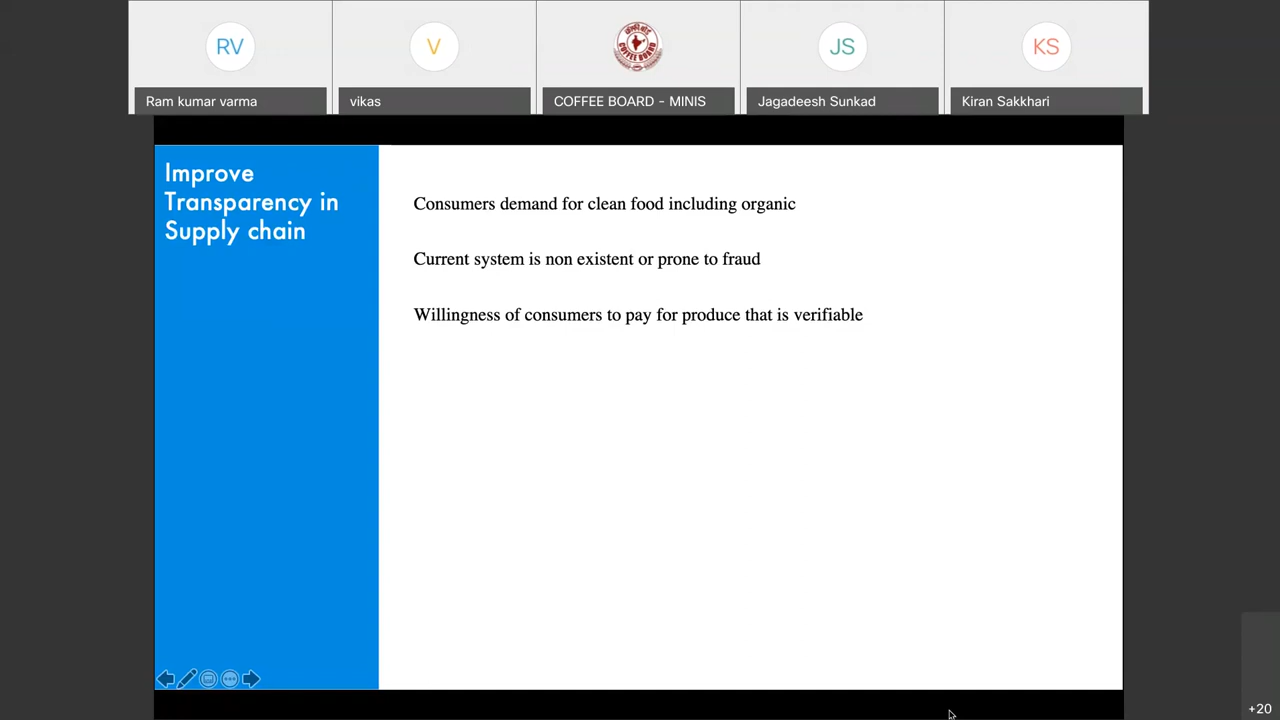 RV
V
JS
KS
COFFEE BOARD
Ram kumar varma
vikas
COFFEE BOARD - MINIS
Jagadeesh Sunkad
Kiran Sakkhari
Improve
Transparency in
Supply chain
Consumers demand for clean food including organic
Current system is non existent or prone to fraud
Willingness of consumers to pay for produce that is verifiable
+20